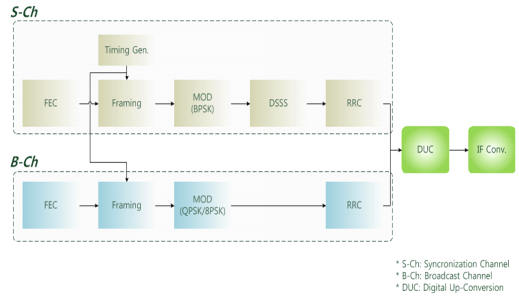 S-Ch
Timing Gen.
FEC
Framing
MOD
(BPSK)
DSSS
RRC
DUC
IF Conv.
B-Ch
FEC
Framing
MOD
(QPSK/8PSK)
RRC
* S-Ch: Syncronization Channel
* B-Ch: Broadcast Channel
* DUC: Digital Up-Conversion